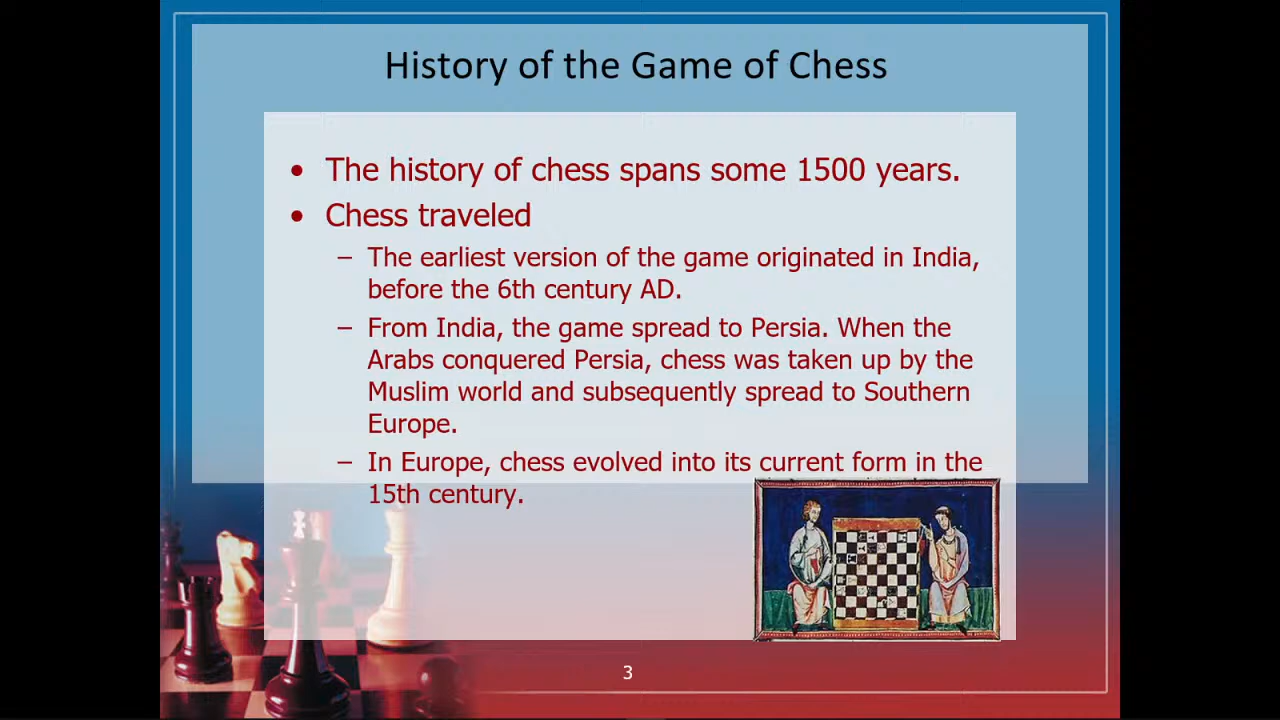 History of the Game of Chess
• The history of chess spans some 1500 years.
• Chess traveled
– The earliest version of the game originated in India,
before the 6th century AD.
– From India, the game spread to Persia. When the
Arabs conquered Persia, chess was taken up by the
Muslim world and subsequently spread to Southern
Europe.
– In Europe, chess evolved into its current form in the
15th century.
3